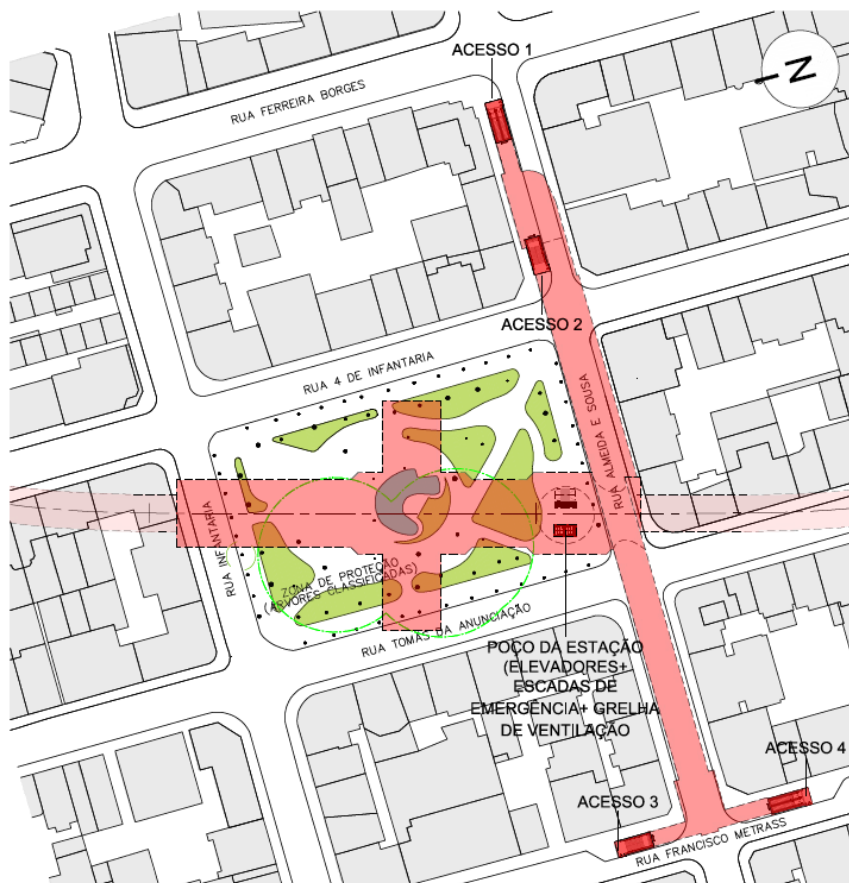 ACESSO 1
N
RUA FERREIRA BORGES
ACESSO 2
RUA 4 DE INFANTARIA
RUA ALMEIDA E SOUSA
RUA INFANTARIA
ZONA DE PROTEÇÃO
(ÁRVORES CLASSIFICADAS)
RUA TOMÁS DA ANUNCIAÇÃO
POÇO DA ESTAÇÃO
(ELEVADORES+
ESCADAS DE
EMERGÊNCIA+ GRELHA
DE VENTILAÇÃO
ACESSO 4
ACESSO 3
RUA FRANCISCO METRASS